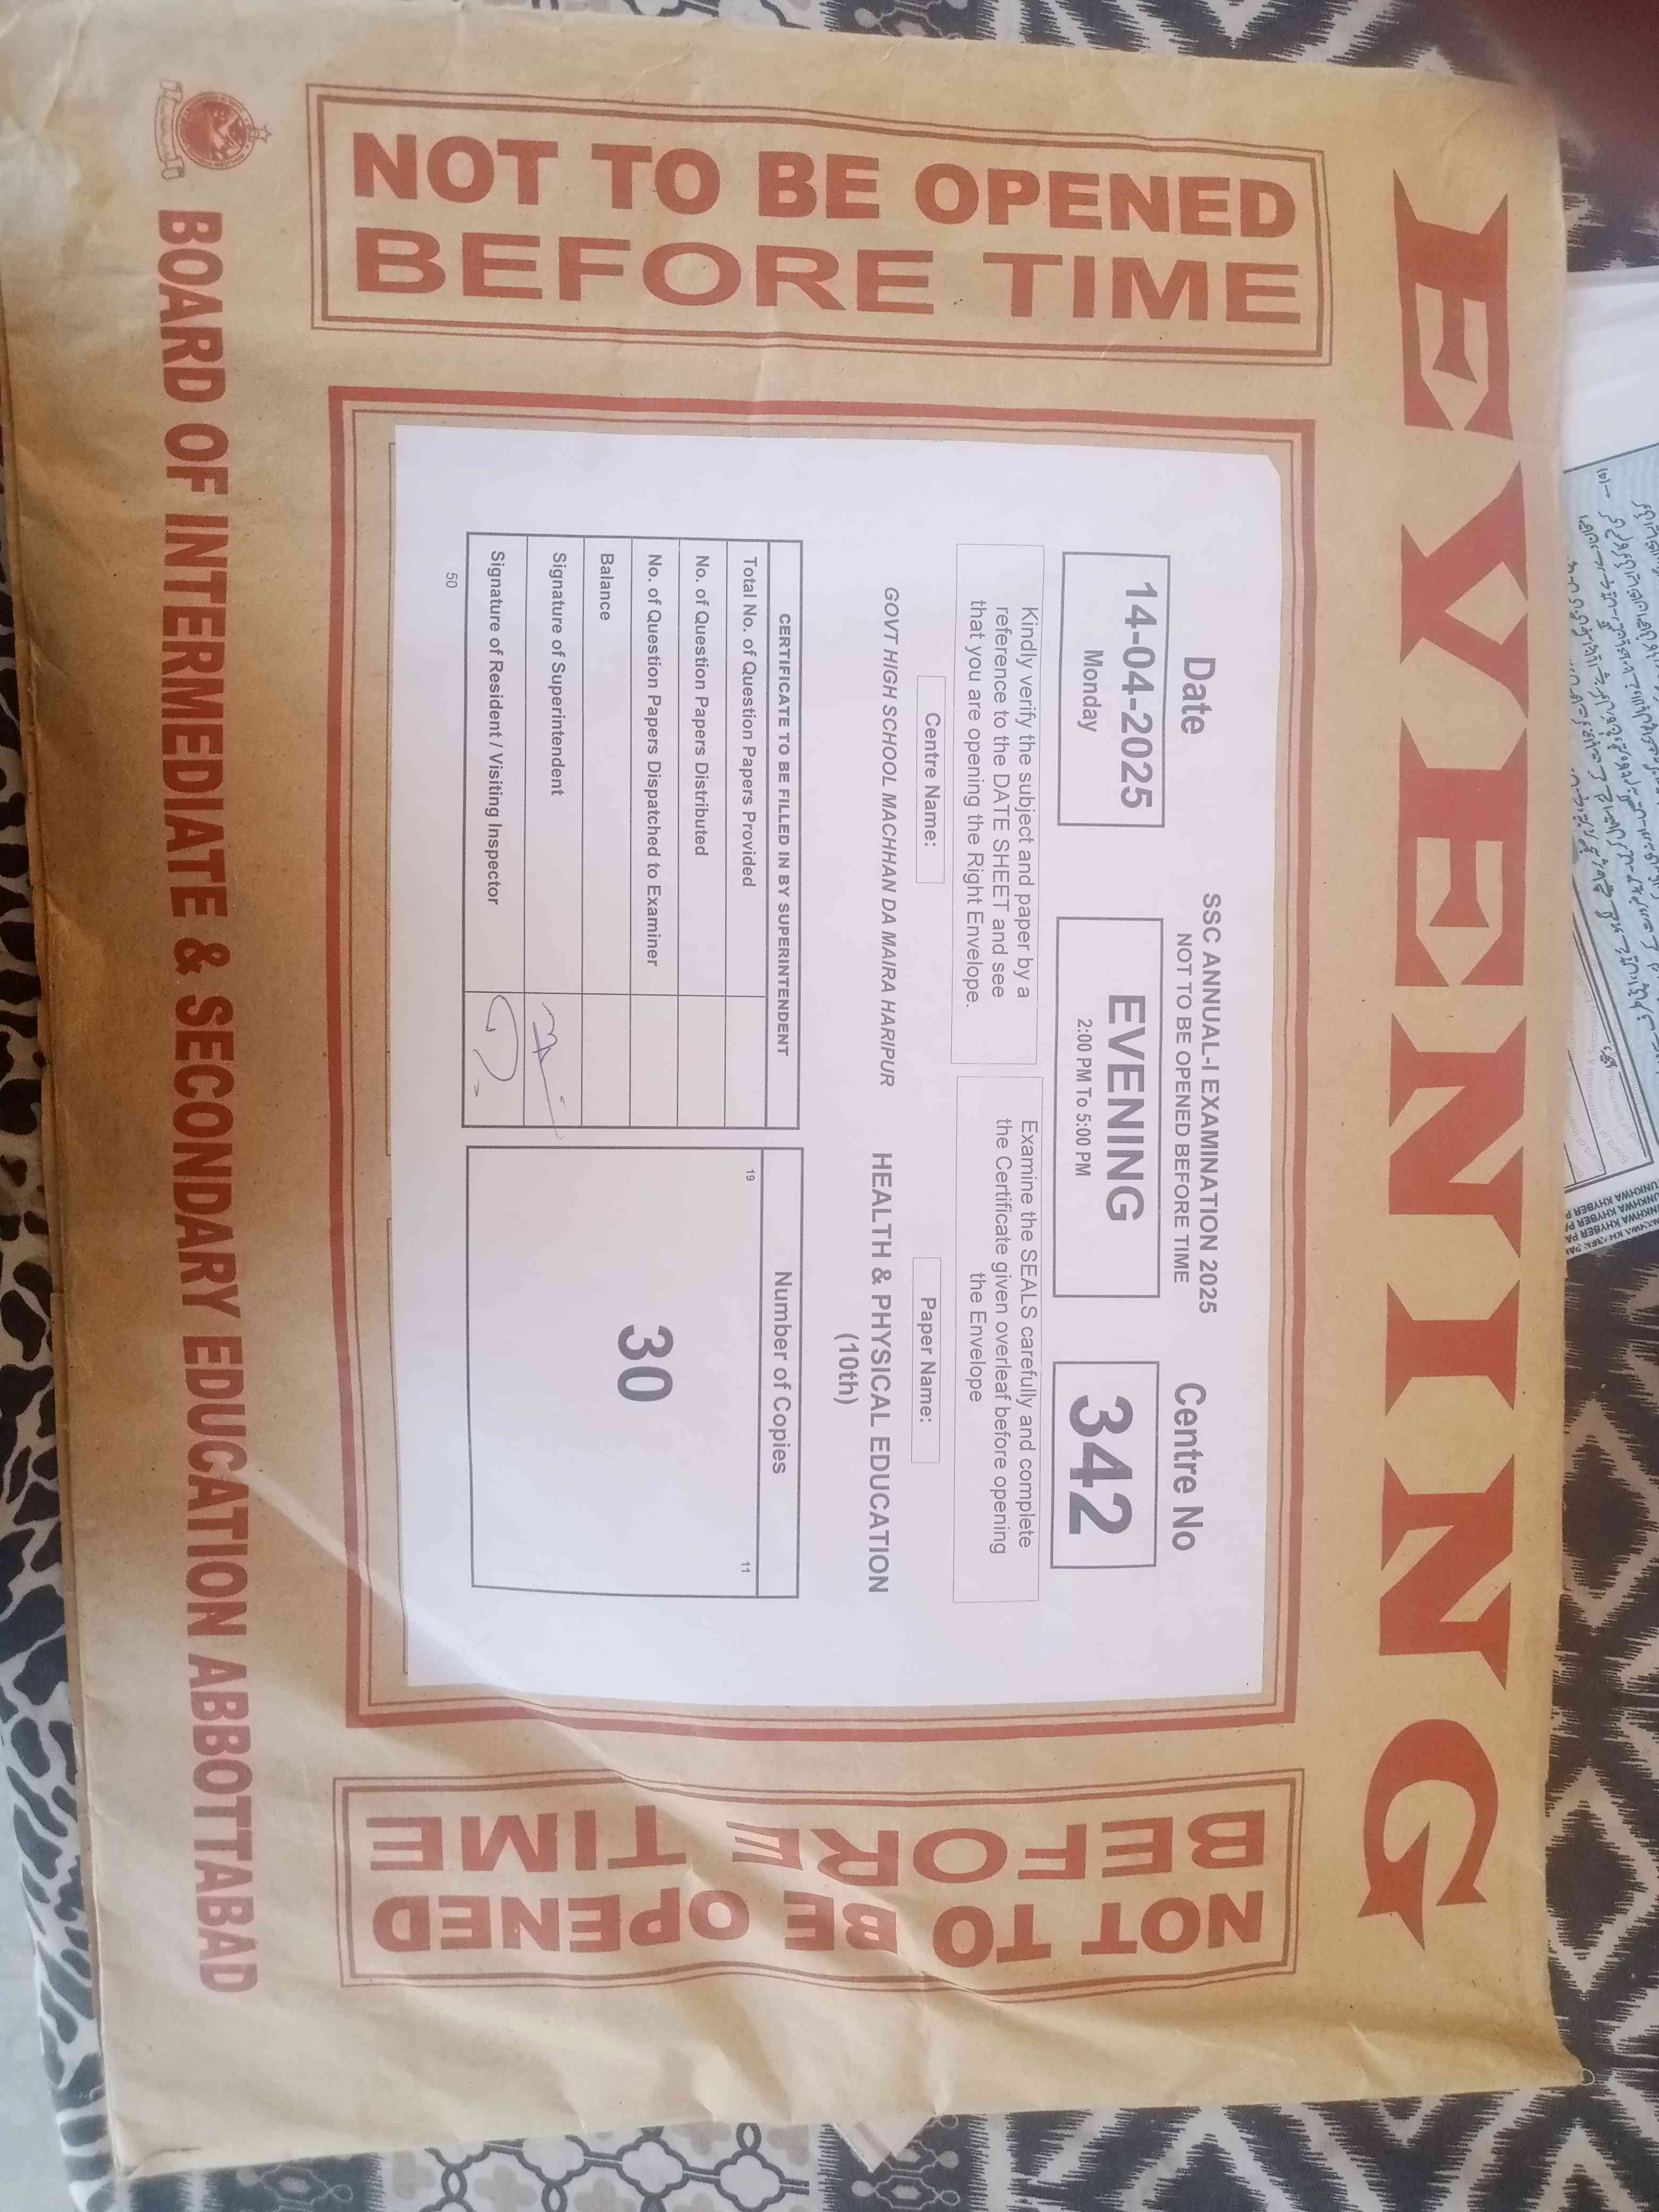 EVENING
NOT TO BE OPENED
BEFORE TIME
SSC ANNUAL-I EXAMINATION 2025
NOT TO BE OPENED BEFORE TIME
Date
Centre No
14-04-2025
Monday
EVENING
2:00 PM To 5:00 PM
342
Kindly verify the subject and paper by a
reference to the DATE SHEET and see
that you are opening the Right Envelope.
Examine the SEALS carefully and complete
the Certificate given overleaf before opening
the Envelope
Centre Name:
Paper Name:
GOVT HIGH SCHOOL MACHHAN DA MAIRA HARIPUR
HEALTH & PHYSICAL EDUCATION
(10th)
CERTIFICATE TO BE FILLED IN BY SUPERINTENDENT
Total No. of Question Papers Provided
No. of Question Papers Distributed
No. of Question Papers Dispatched to Examiner
Balance
Signature of Superintendent
Signature of Resident / Visiting Inspector
Number of Copies
19
11
30
50
NOT TO BE OPENED
BEFORE TIME
BOARD OF INTERMEDIATE & SECONDARY EDUCATION ABBOTTABAD